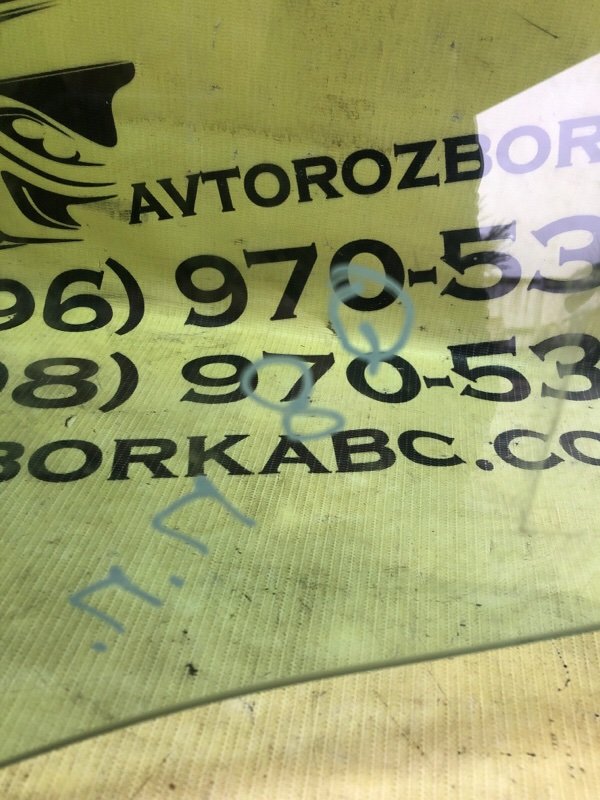 AVTOROZBOR
96) 970-53
98) 970-53
BORKABC.CO